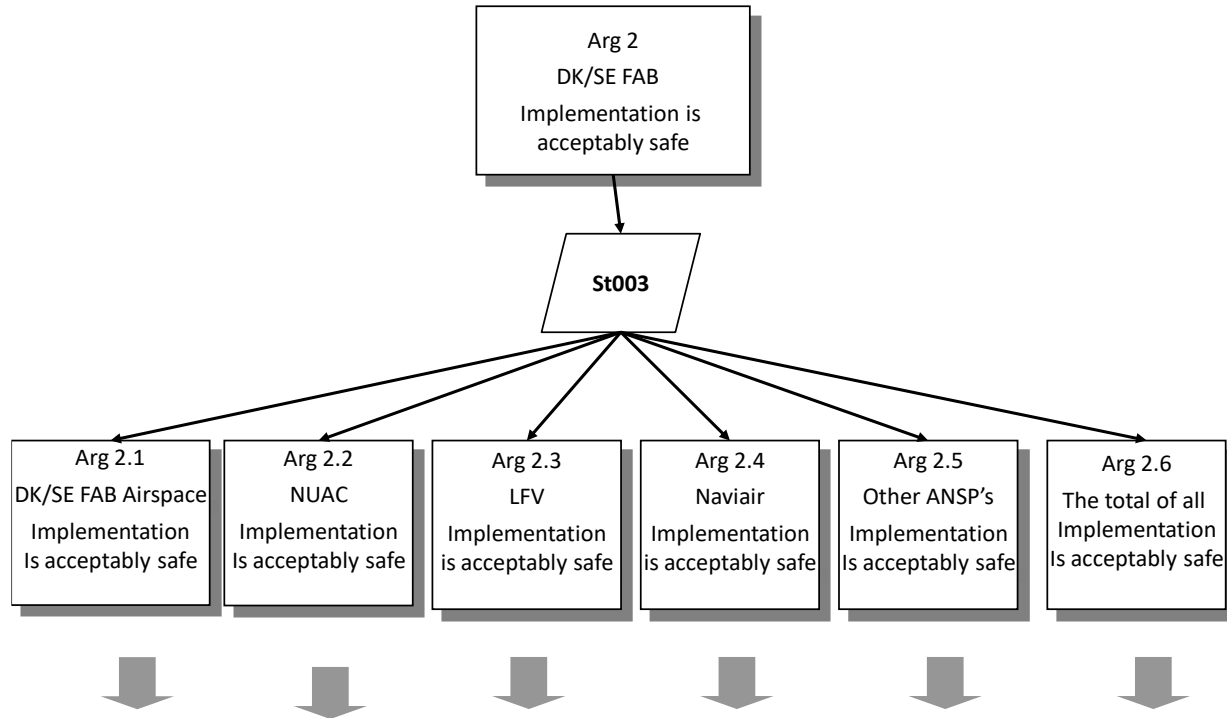 Arg 2
DK/SE FAB
Implementation is
acceptably safe
St003
Arg 2.1
DK/SE FAB Airspace
Implementation
Is acceptably safe
Arg 2.2
NUAC
Implementation
Is acceptably safe
Arg 2.3
LFV
Implementation
is acceptably safe
Arg 2.4
Naviair
Implementation
is acceptably safe
Arg 2.5
Other ANSP’s
Implementation
Is acceptably safe
Arg 2.6
The total of all
Implementation
Is acceptably safe